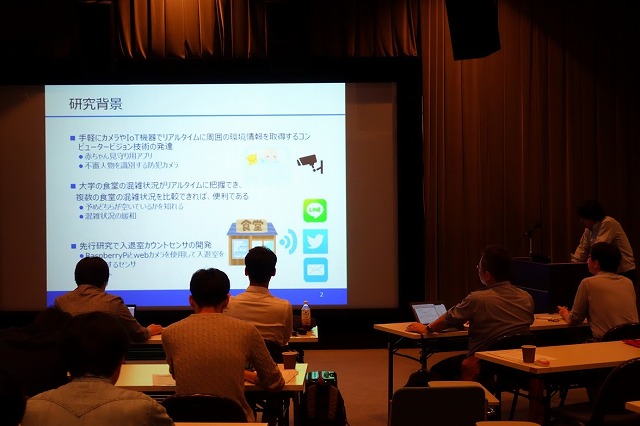 研究背景
手軽にカメラやIoT機器でリアルタイムに周囲の環境情報を取得するコン
ピュータービジョン技術の発達
赤ちゃん見守り用アプリ
不審人物を識別する防犯カメラ
大学の食堂の混雑状況がリアルタイムに把握でき、
複数の食堂の混雑状況を比較できれば、便利である
予めどちらが空いているかを知れる
混雑状況の緩和
LINE
食堂
先行研究で入退室カウントセンサの開発
RaspberryPiとwebカメラを使用して入退室を
するセンサ
2